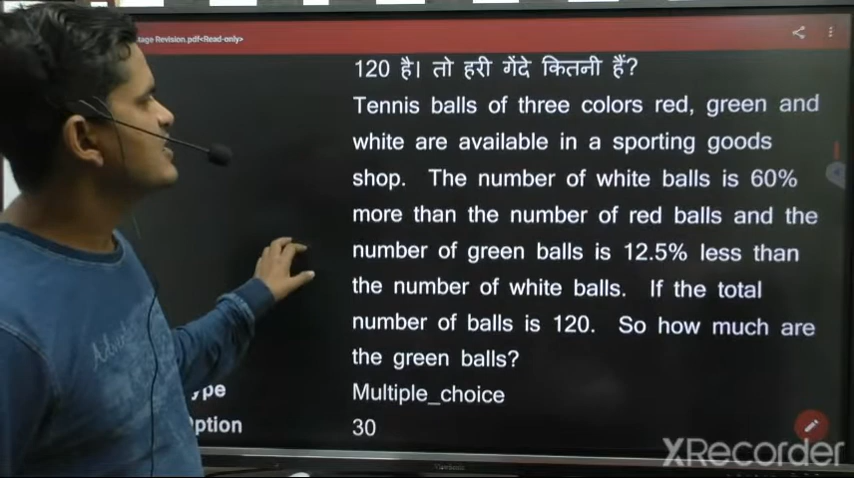 tage Revision.pdf<Read-only>
120 है। तो हरी गेंदे कितनी हैं?
Tennis balls of three colors red, green and
white are available in a sporting goods
shop. The number of white balls is 60%
more than the number of red balls and the
number of green balls is 12.5% less than
the number of white balls. If the total
number of balls is 120. So how much are
the green balls?
ype Multiple_choice
ption 30
XRecorder
ViewSonic